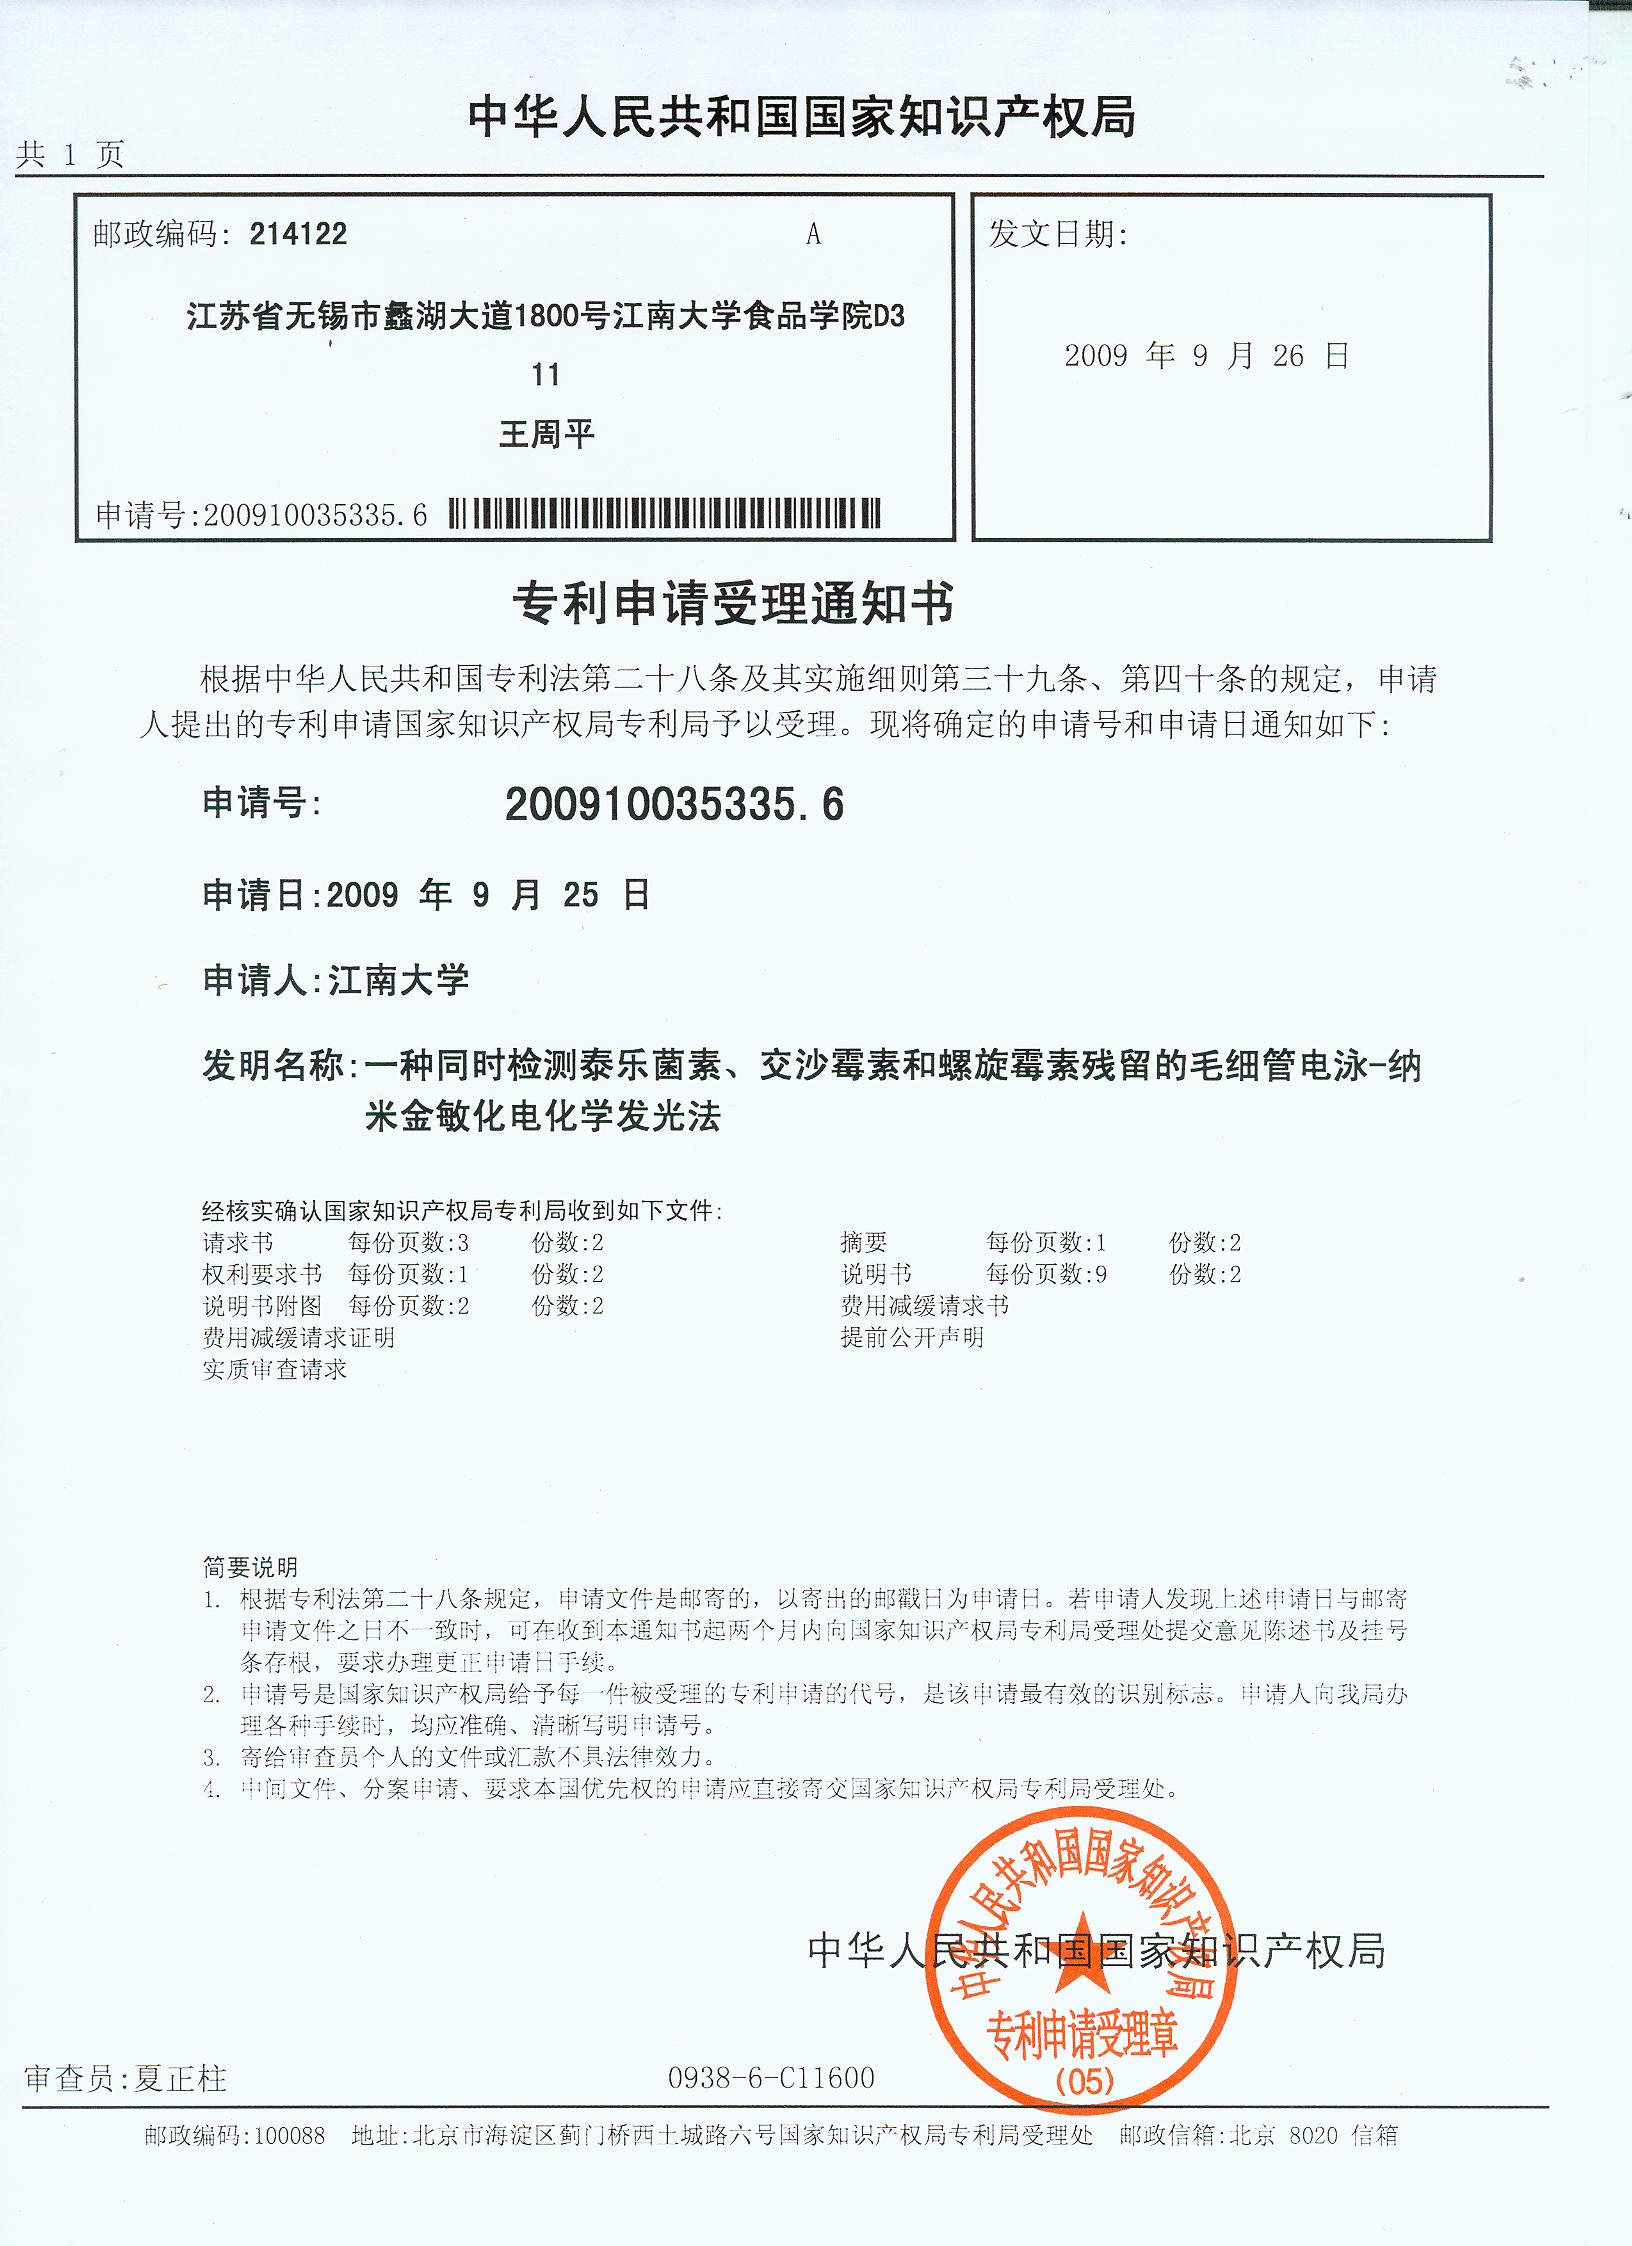 中华人民共和国国家知识产权局
共 1 页
邮政编码: 214122 A
江苏省无锡市蠡湖大道1800号江南大学食品学院D3
11
王周平
申请号:200910035335.6
发文日期:
2009 年 9 月 26 日
专利申请受理通知书
根据中华人民共和国专利法第二十八条及其实施细则第三十九条、第四十条的规定,申请
人提出的专利申请国家知识产权局专利局予以受理。现将确定的申请号和申请日通知如下:
申请号: 200910035335.6
申请日:2009 年 9 月 25 日
申请人:江南大学
发明名称:一种同时检测泰乐菌素、交沙霉素和螺旋霉素残留的毛细管电泳-纳
米金敏化电化学发光法
经核实确认国家知识产权局专利局收到如下文件:
请求书 每份页数:3 份数:2 摘要 每份页数:1 份数:2
权利要求书 每份页数:1 份数:2 说明书 每份页数:9 份数:2
说明书附图 每份页数:2 份数:2 费用减缓请求书
费用减缓请求证明 提前公开声明
实质审查请求
简要说明
1. 根据专利法第二十八条规定,申请文件是邮寄的,以寄出的邮戳日为申请日。若申请人发现上述申请日与邮寄
申请文件之日不一致时,可在收到本通知书起两个月内向国家知识产权局专利局受理处提交意见陈述书及挂号
条存根,要求办理更正申请日手续。
2. 申请号是国家知识产权局给予每一件被受理的专利申请的代号,是该申请最有效的识别标志。申请人向我局办
理各种手续时,均应准确、清晰写明申请号。
3. 寄给审查员个人的文件或汇款不具法律效力。
4. 中间文件、分案申请、要求本国优先权的申请应直接寄交国家知识产权局专利局受理处。
中华人民共和国国家知识产权局
中华人民共和国国家知识产权局
专利申请受理章
(05)
审查员:夏正柱 0938-6-C11600
邮政编码:100088 地址:北京市海淀区蓟门桥西土城路六号国家知识产权局专利局受理处 邮政信箱:北京 8020 信箱